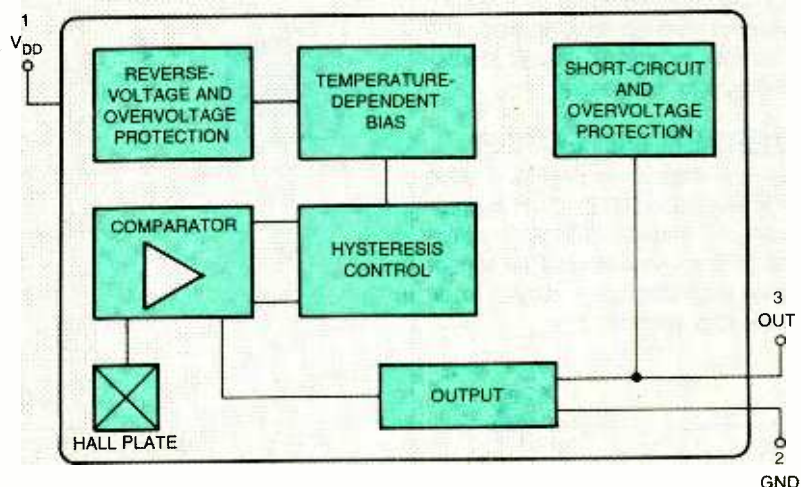 1
VDD
REVERSE-
VOLTAGE AND
OVERVOLTAGE
PROTECTION
TEMPERATURE-
DEPENDENT
BIAS
SHORT-CIRCUIT
AND
OVERVOLTAGE
PROTECTION
COMPARATOR
HYSTERESIS
CONTROL
3
OUT
OUTPUT
HALL PLATE
2
GND